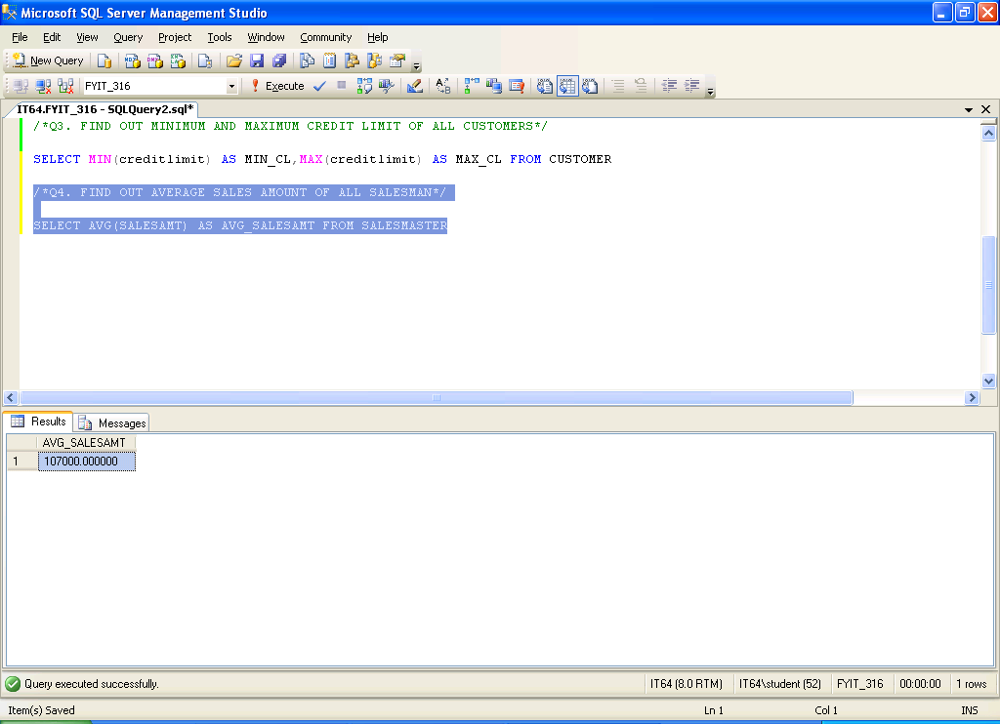 Microsoft SQL Server Management Studio
File Edit View Query Project Tools Window Community Help
New Query
FYIT_316 Execute
IT64.FYIT_316 - SQLQuery2.sql*
/*Q3. FIND OUT MINIMUM AND MAXIMUM CREDIT LIMIT OF ALL CUSTOMERS*/
SELECT MIN(creditlimit) AS MIN_CL,MAX(creditlimit) AS MAX_CL FROM CUSTOMER
/*Q4. FIND OUT AVERAGE SALES AMOUNT OF ALL SALESMAN*/
SELECT AVG(SALESAMT) AS AVG_SALESAMT FROM SALESMASTER
Results Messages
AVG_SALESAMT
1 107000.000000
Query executed successfully. IT64 (8.0 RTM) IT64\student (52) FYIT_316 00:00:00 1 rows
Item(s) Saved Ln 1 Col 1 INS